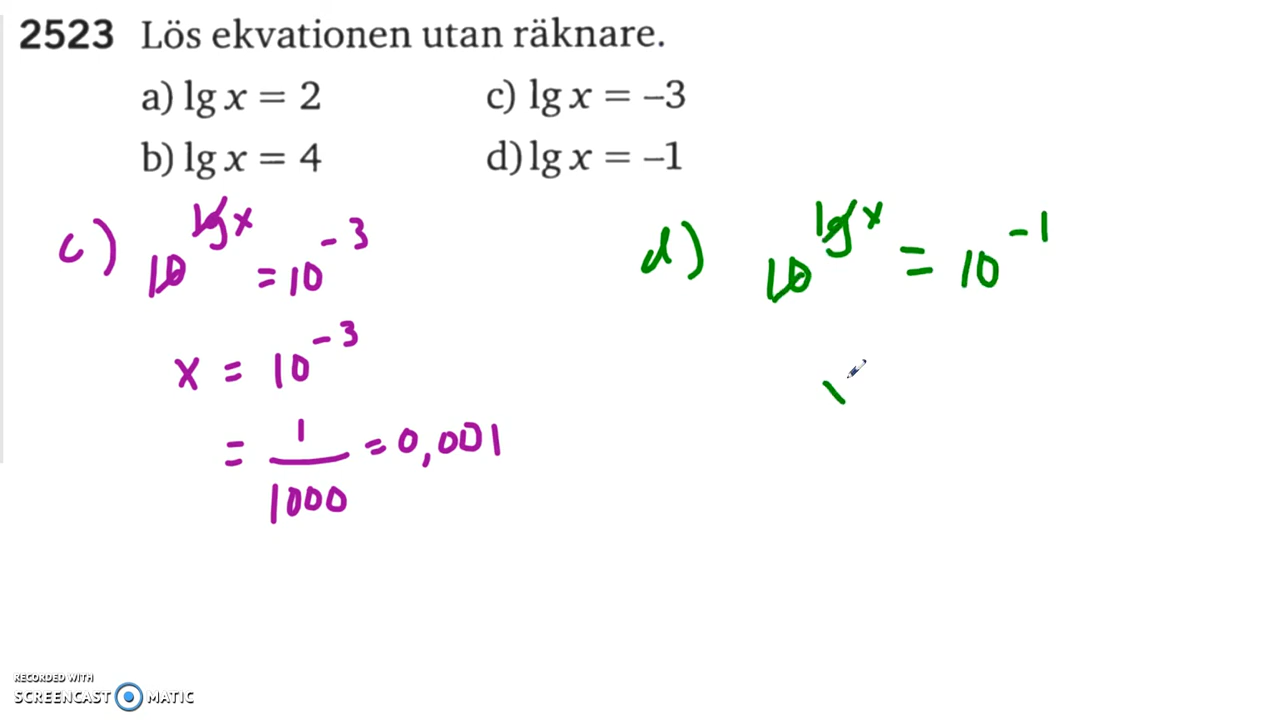 2523 Lös ekvationen utan räknare.
a) lg x = 2 c) lg x = –3
b) lg x = 4 d) lg x = –1
c) 10^lg x = 10^-3
x = 10^-3
= 1/1000 = 0,001
d) 10^lg x = 10^-1
RECORDED WITH
SCREENCAST MATIC